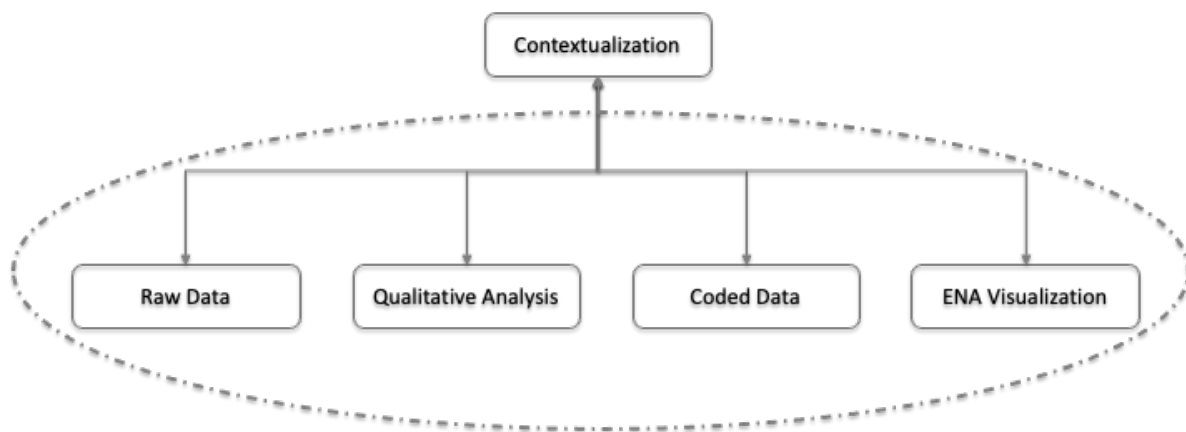 Contextualization
Raw Data
Qualitative Analysis
Coded Data
ENA Visualization